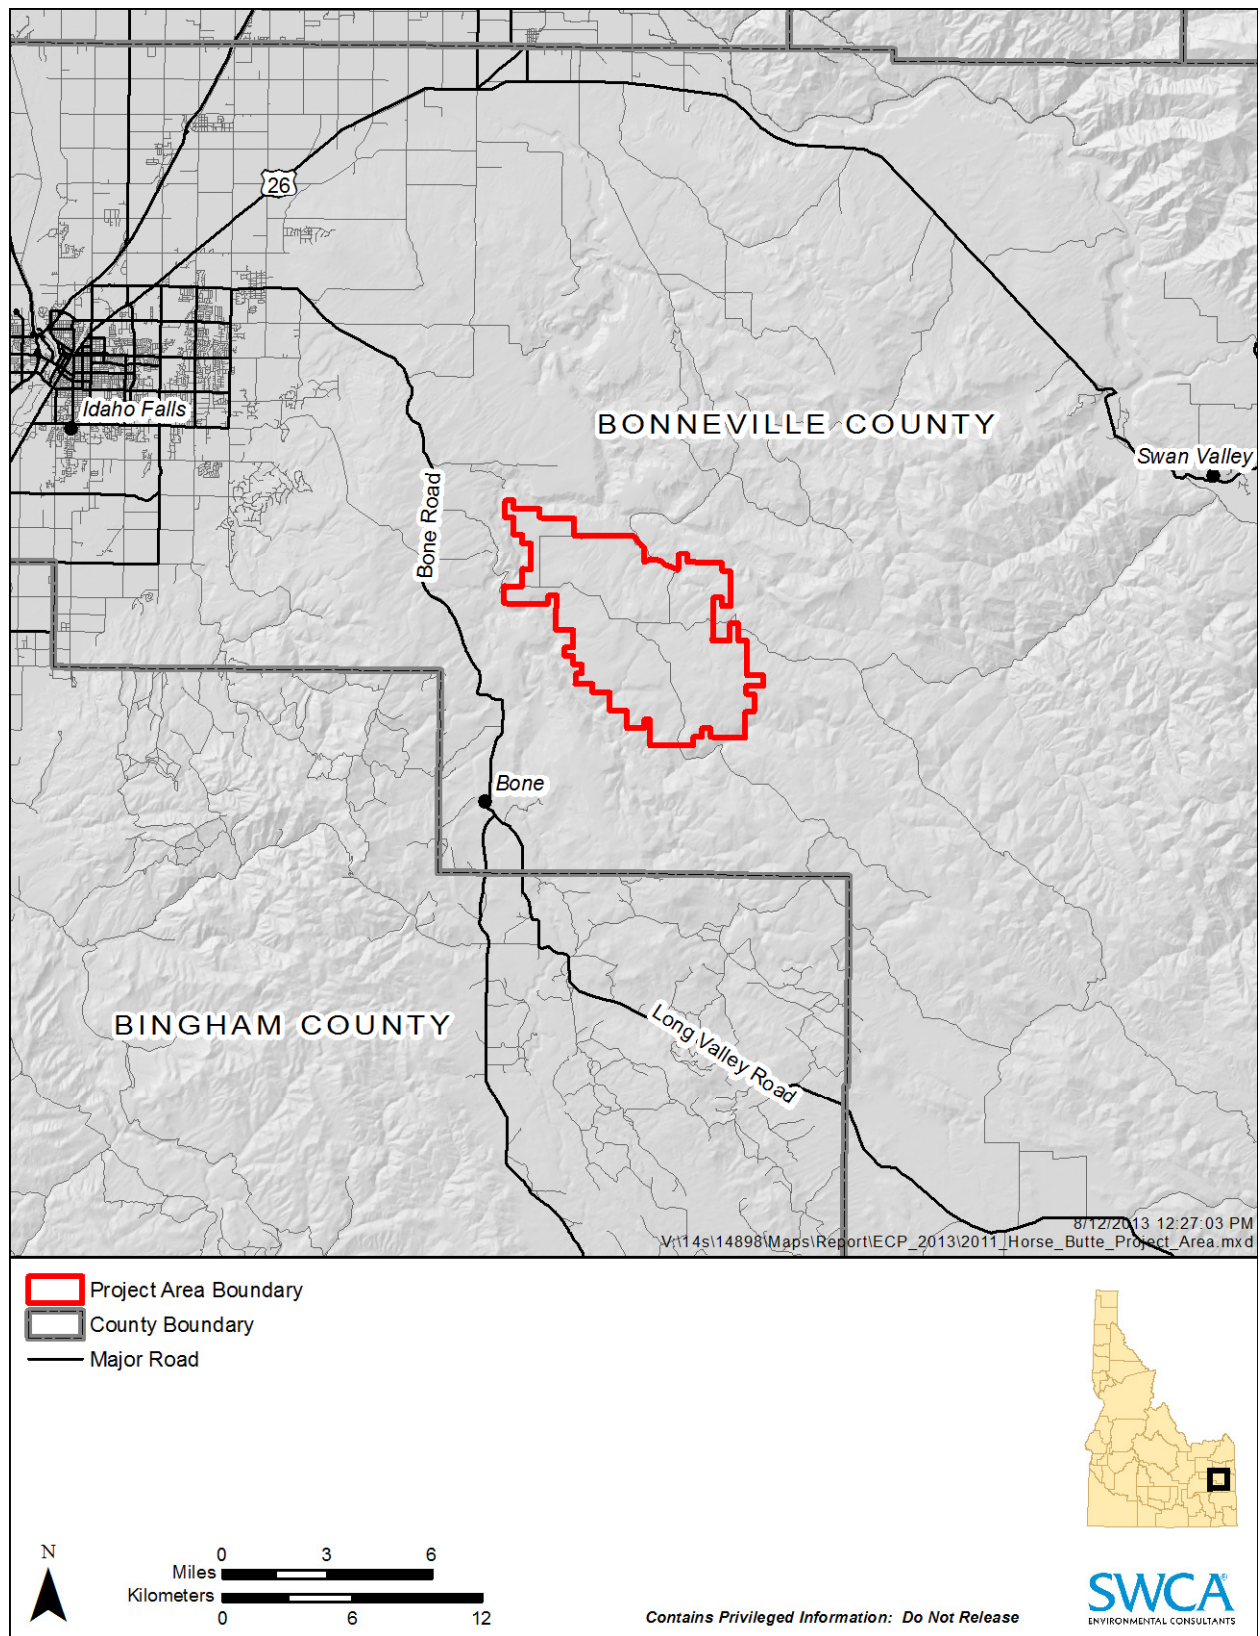 26
Idaho Falls
BONNEVILLE COUNTY
Swan Valley
Bone Road
Bone
BINGHAM COUNTY
Long Valley Road
8/12/2013 12:27:03 PM
V:\14s\14898\Maps\Report\ECP_2013\2011_Horse_Butte_Project_Area.mxd
Project Area Boundary
County Boundary
Major Road
N
0 3 6
Miles
Kilometers
0 6 12
Contains Privileged Information: Do Not Release
SWCA®
ENVIRONMENTAL CONSULTANTS